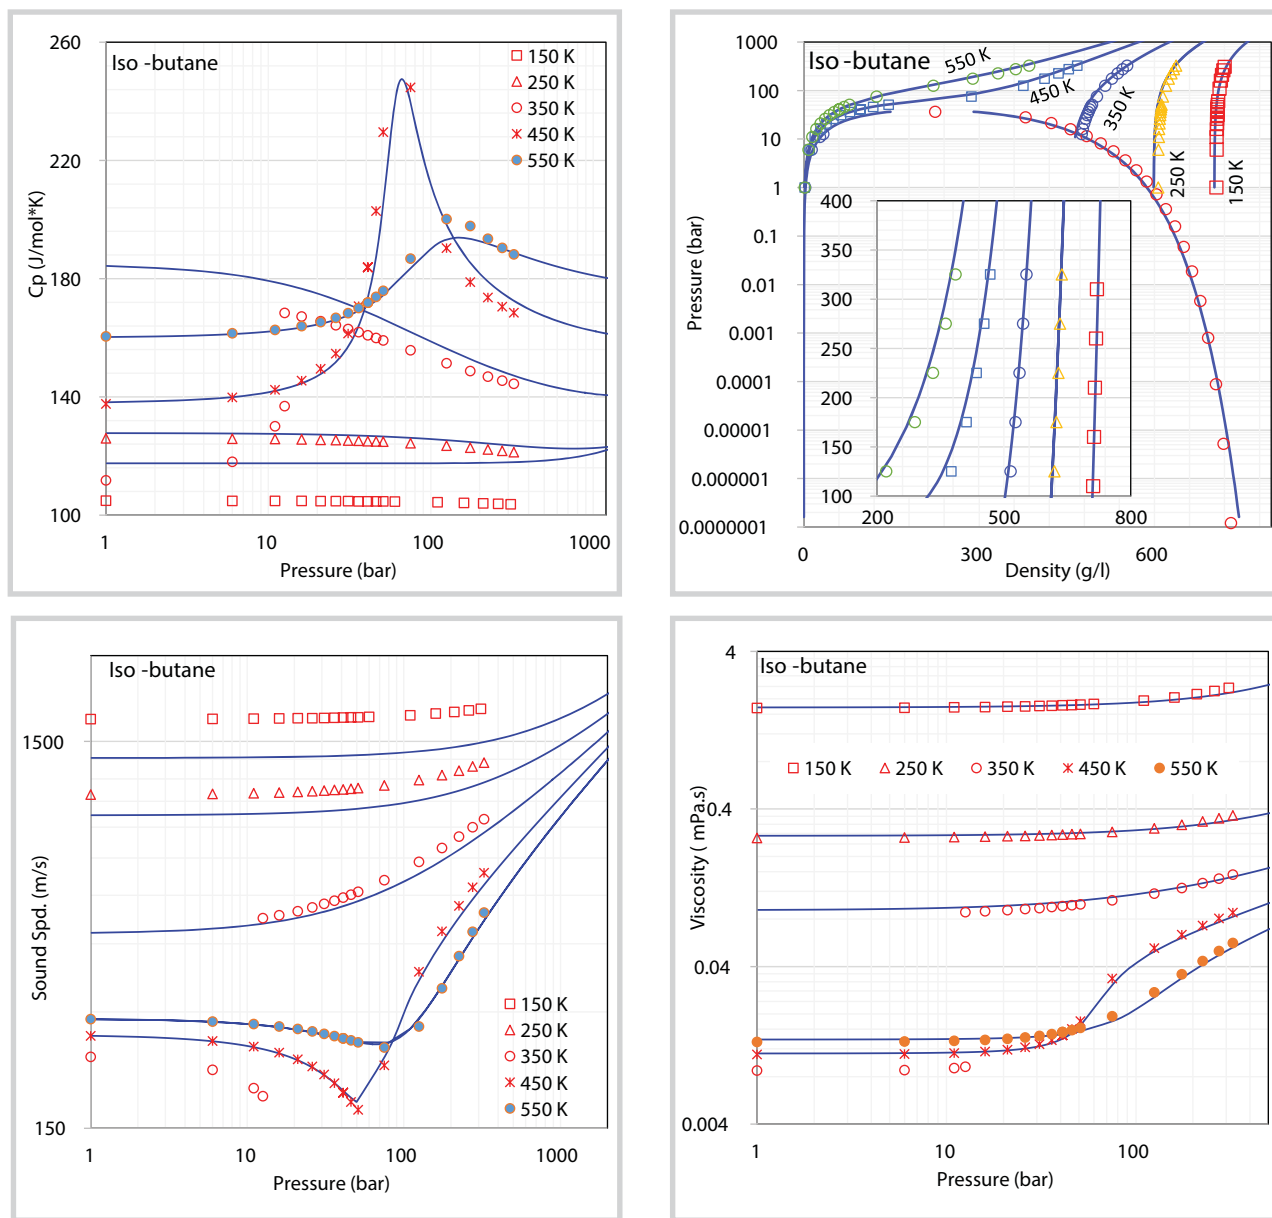 Iso -butane
260
220
180
140
100
Cp (J/mol*K)
150 K
250 K
350 K
450 K
550 K
1
10
100
1000
Pressure (bar)
Iso -butane
1000
100
10
1
0.1
0.01
0.001
0.0001
0.00001
0.000001
0.0000001
Pressure (bar)
550 K
450 K
350 K
250 K
150 K
400
300
250
200
150
100
200
500
800
0
300
600
Density (g/l)
Iso -butane
1500
150
Sound Spd. (m/s)
150 K
250 K
350 K
450 K
550 K
1
10
100
1000
Pressure (bar)
Iso -butane
4
0.4
0.04
0.004
Viscosity ( mPa,s)
150 K
250 K
350 K
450 K
550 K
1
10
100
Pressure (bar)